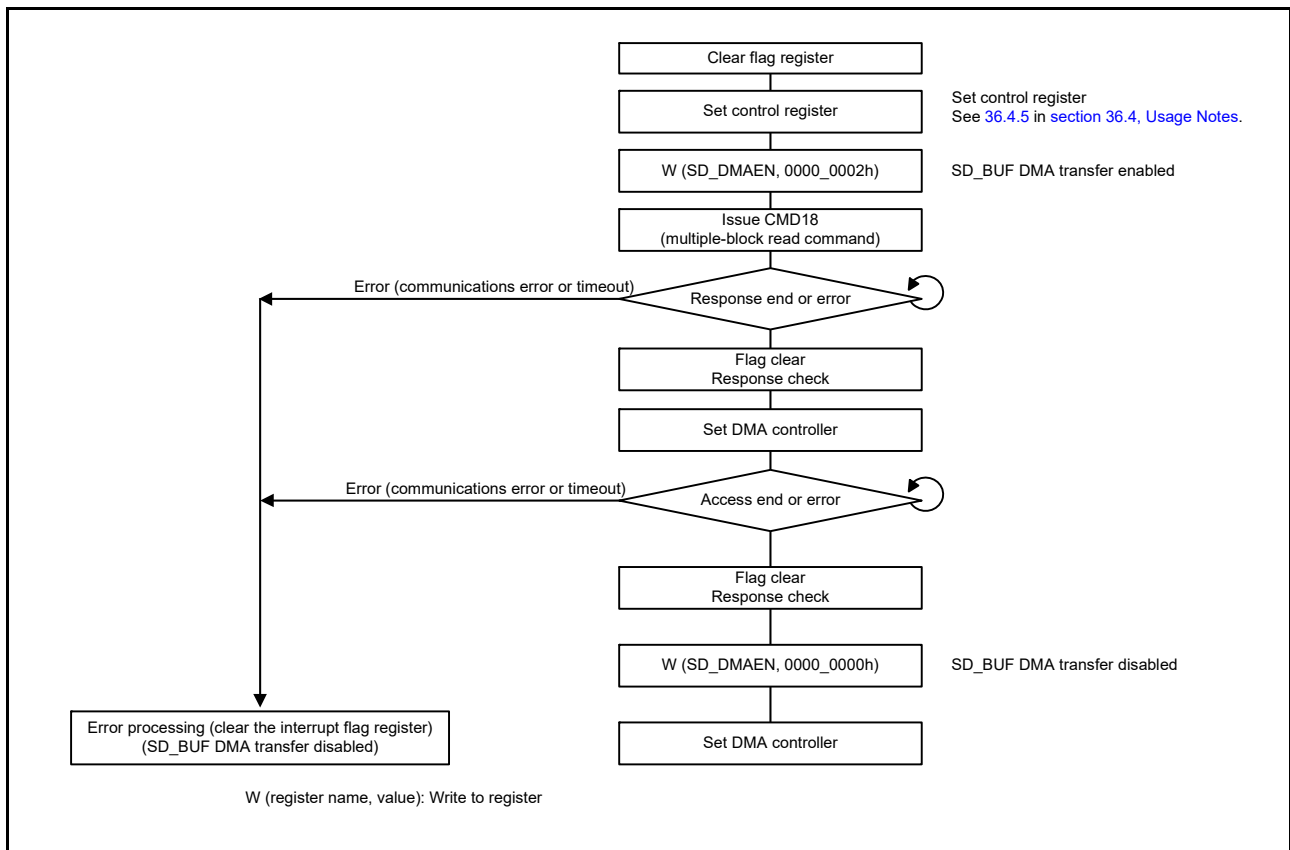 Clear flag register
Set control register
Set control register
See 36.4.5 in section 36.4, Usage Notes.
W (SD_DMAEN, 0000_0002h)
SD_BUF DMA transfer enabled
Issue CMD18
(multiple-block read command)
Error (communications error or timeout)
Response end or error
Flag clear
Response check
Set DMA controller
Error (communications error or timeout)
Access end or error
Flag clear
Response check
W (SD_DMAEN, 0000_0000h)
SD_BUF DMA transfer disabled
Error processing (clear the interrupt flag register)
(SD_BUF DMA transfer disabled)
Set DMA controller
W (register name, value): Write to register